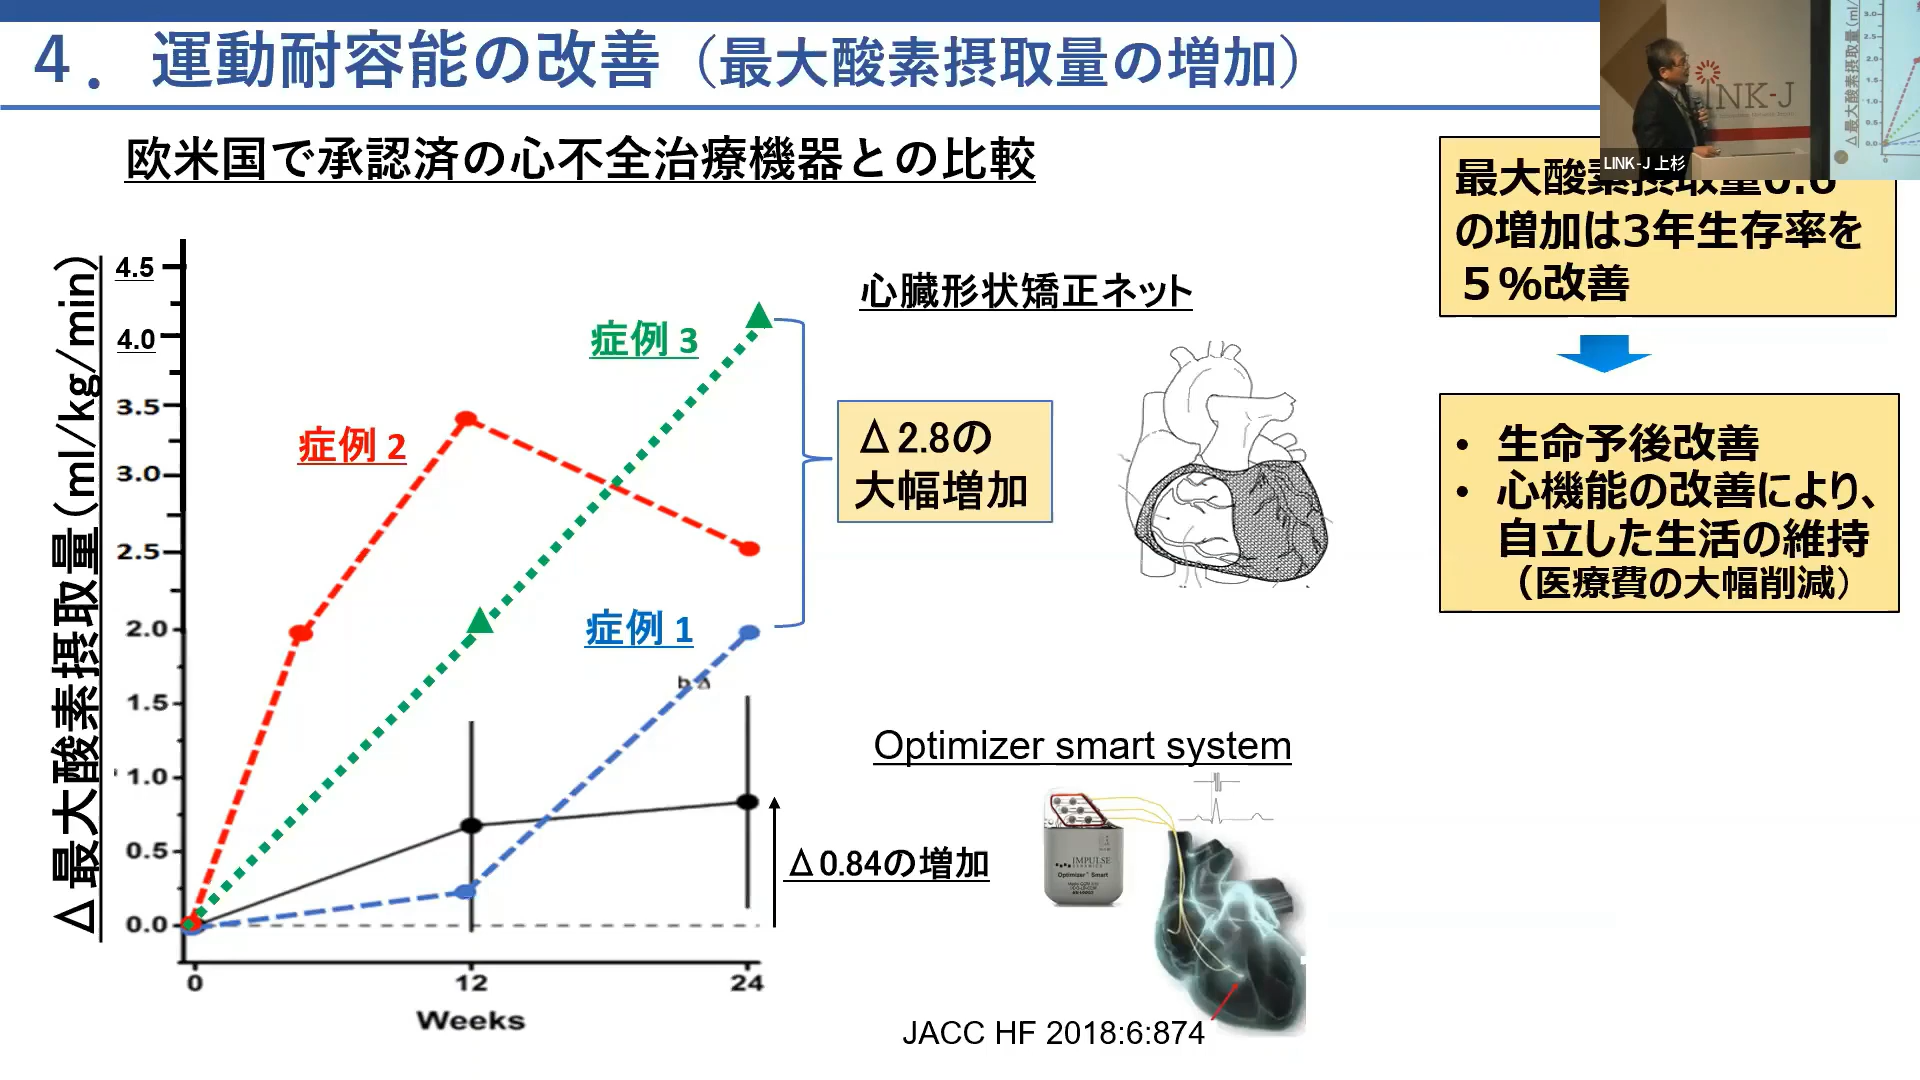 ４．運動耐容能の改善（最大酸素摂取量の増加）
LINK-J
LINK-J 上杉
欧米国で承認済の心不全治療機器との比較
最大酸素摂取量0.6
の増加は3年生存率を
５%改善
• 生命予後改善
• 心機能の改善により、
自立した生活の維持
（医療費の大幅削減）
Δ最大酸素摂取量（ml/kg/min）
4.5
4.0
3.5
3.0
2.5
2.0
1.5
1.0
0.5
0.0
0
12
24
Weeks
症例 3
症例 2
症例 1
心臓形状矯正ネット
Δ2.8の
大幅増加
Optimizer smart system
IMPULSE
DYNAMICS
Optimizer Smart
Δ0.84の増加
JACC HF 2018:6:874